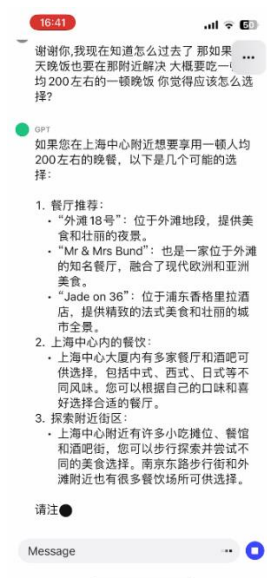 16:41
谢谢你,我现在知道怎么过去了 那如果
天晚饭也要在那附近解决 大概要吃一
均200左右的一顿晚饭 你觉得应该怎么选
择?
GPT
如果您在上海中心附近想要享用一顿人均
200左右的晚餐，以下是几个可能的选
择：
1. 餐厅推荐：
• “外滩18号”：位于外滩地段，提供美
食和壮丽的夜景。
• “Mr & Mrs Bund”：也是一家位于外滩
的知名餐厅，融合了现代欧洲和亚洲
美食。
• “Jade on 36”：位于浦东香格里拉酒
店，提供精致的法式美食和壮丽的城
市全景。
2. 上海中心内的餐饮：
• 上海中心大厦内有多家餐厅和酒吧可
供选择，包括中式、西式、日式等不
同风味。您可以根据自己的口味和喜
好选择合适的餐厅。
3. 探索附近街区：
• 上海中心附近有许多小吃摊位、餐馆
和酒吧街，您可以步行探索并尝试不
同的美食选择。南京东路步行街和外
滩附近也有很多餐饮场所可供选择。
请注
Message